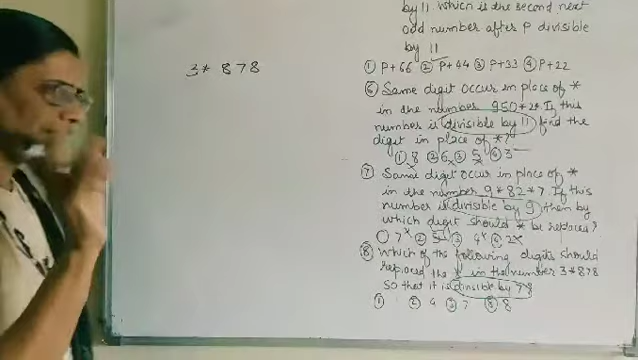 3* 878
by 11 which is the second next
odd number after P divisible
by 11
① P+66 ② P+44 ③ P+33 ④ P+22
⑥ Same digit occur in place of *
in the number 950*2*. If this
number is divisible by 11 find the
digit in place of *?
① 8 ② 6 ③ 5 ④ 3
⑦ Same digit occur in place of *
in the number 9*82*7. If this
number is divisible by 9 then by
which digit should * be replaced?
① 7 ② 5 ③ 4 ④ 2
⑧ Which of the following digits should
replaced the * in the number 3*878
so that it is divisible by 78
① ② 4 ③ 7 ④ 8